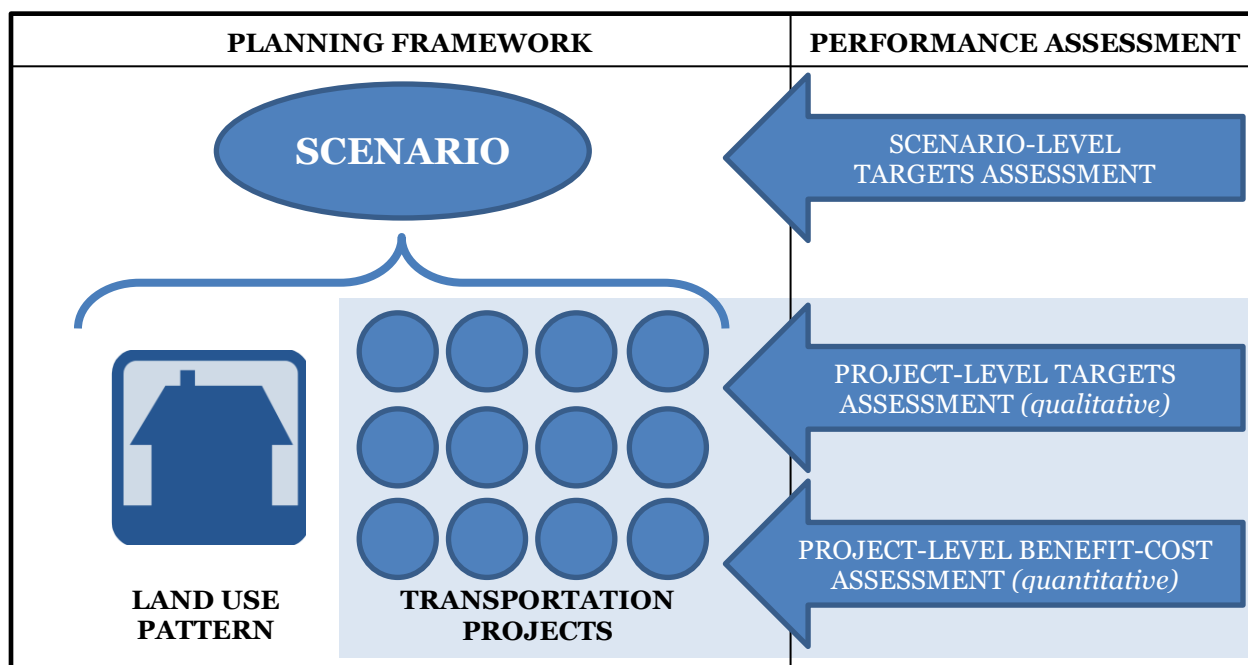 PLANNING FRAMEWORK
PERFORMANCE ASSESSMENT
SCENARIO
SCENARIO-LEVEL
TARGETS ASSESSMENT
PROJECT-LEVEL TARGETS
ASSESSMENT (qualitative)
PROJECT-LEVEL BENEFIT-COST
ASSESSMENT (quantitative)
LAND USE
PATTERN
TRANSPORTATION
PROJECTS